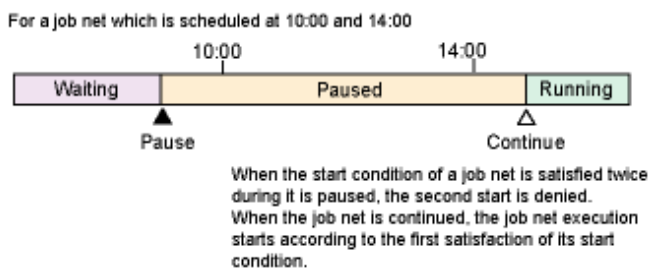 For a job net which is scheduled at 10:00 and 14:00
10:00 14:00
Waiting Paused Running
Pause Continue
When the start condition of a job net is satisfied twice
during it is paused, the second start is denied.
When the job net is continued, the job net execution
starts according to the first satisfaction of its start
condition.